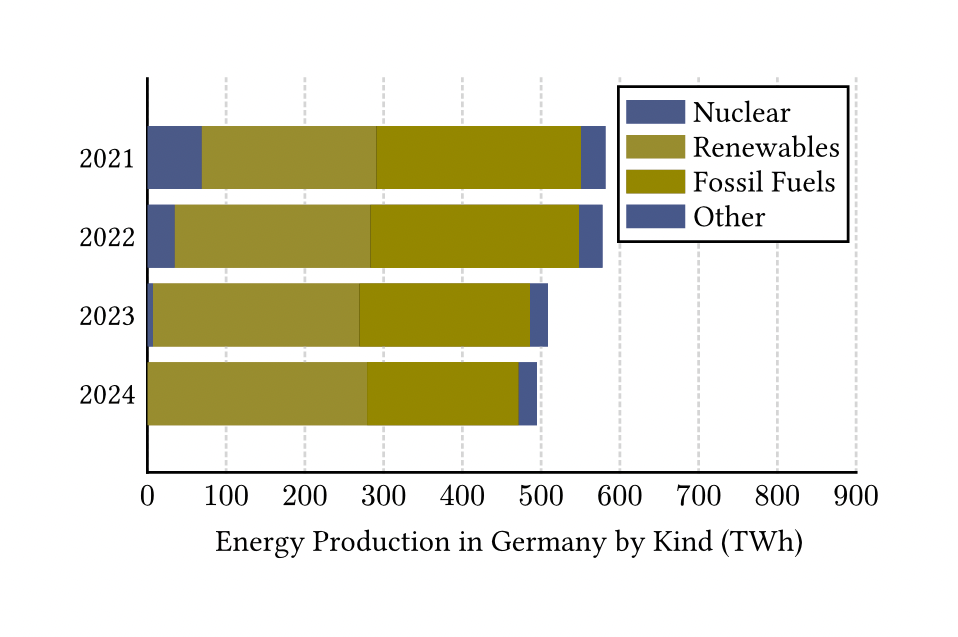 Nuclear
Renewables
Fossil Fuels
Other
2021
2022
2023
2024
0 100 200 300 400 500 600 700 800 900
Energy Production in Germany by Kind (TWh)